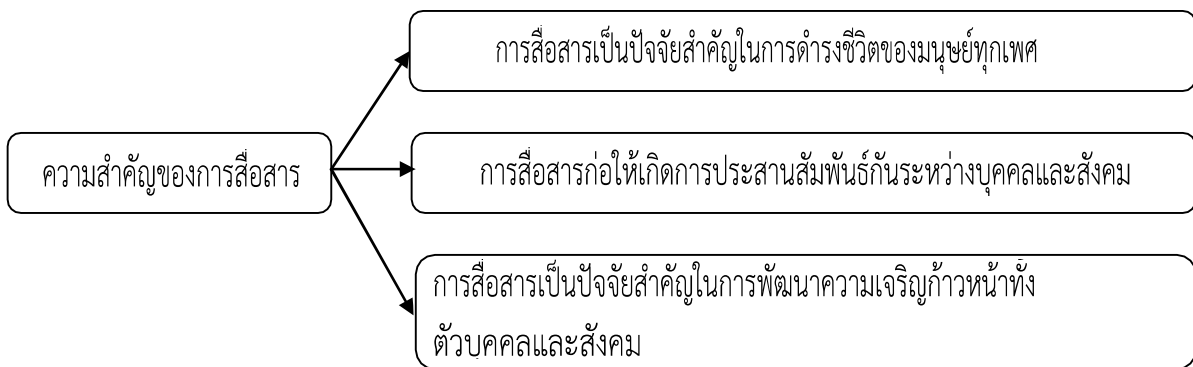 การสื่อสารเป็นปัจจัยสำคัญในการดำรงชีวิตของมนุษย์ทุกเพศ
ความสำคัญของการสื่อสาร
การสื่อสารก่อให้เกิดการประสานสัมพันธ์กันระหว่างบุคคลและสังคม
การสื่อสารเป็นปัจจัยสำคัญในการพัฒนาความเจริญก้าวหน้าทั้ง
ตัวบุคคลและสังคม